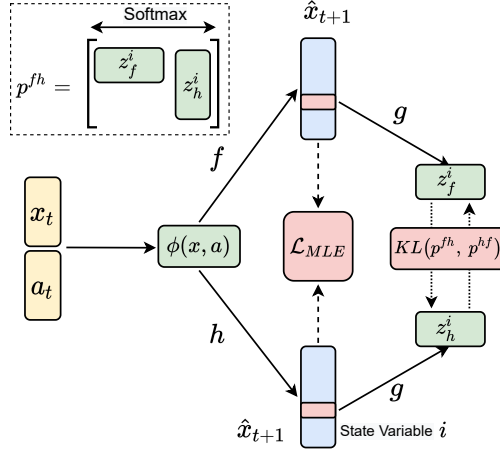 Softmax
p^{fh} =
z_f^i
z_h^i
x̂_{t+1}
f
g
x_t
a_t
ϕ(x, a)
ℒ_{MLE}
z_f^i
KL(p^{fh}, p^{hf})
z_h^i
h
g
x̂_{t+1}
State Variable i